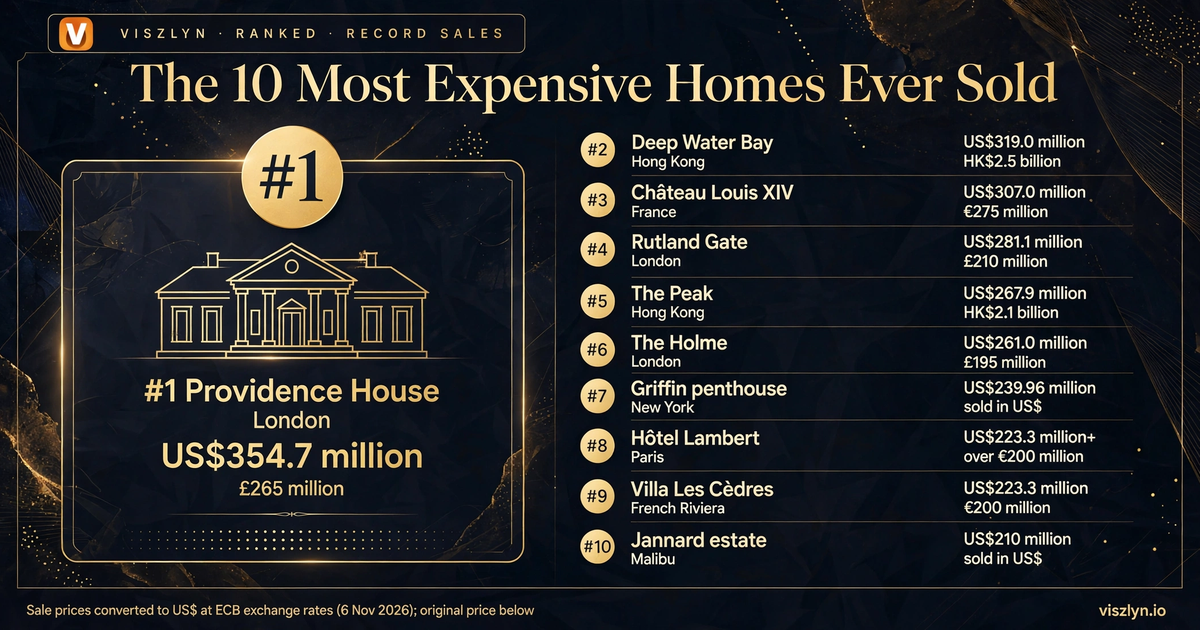 V VISZLYN · RANKED · RECORD SALES
The 10 Most Expensive Homes Ever Sold
#1
#1 Providence House
London
US$354.7 million
£265 million
#2 Deep Water Bay US$319.0 million
Hong Kong HK$2.5 billion
#3 Château Louis XIV US$307.0 million
France €275 million
#4 Rutland Gate US$281.1 million
London £210 million
#5 The Peak US$267.9 million
Hong Kong HK$2.1 billion
#6 The Holme US$261.0 million
London £195 million
#7 Griffin penthouse US$239.96 million
New York sold in US$
#8 Hôtel Lambert US$223.3 million+
Paris over €200 million
#9 Villa Les Cèdres US$223.3 million
French Riviera €200 million
#10 Jannard estate US$210 million
Malibu sold in US$
Sale prices converted to US$ at ECB exchange rates (6 Nov 2026); original price below
viszlyn.io